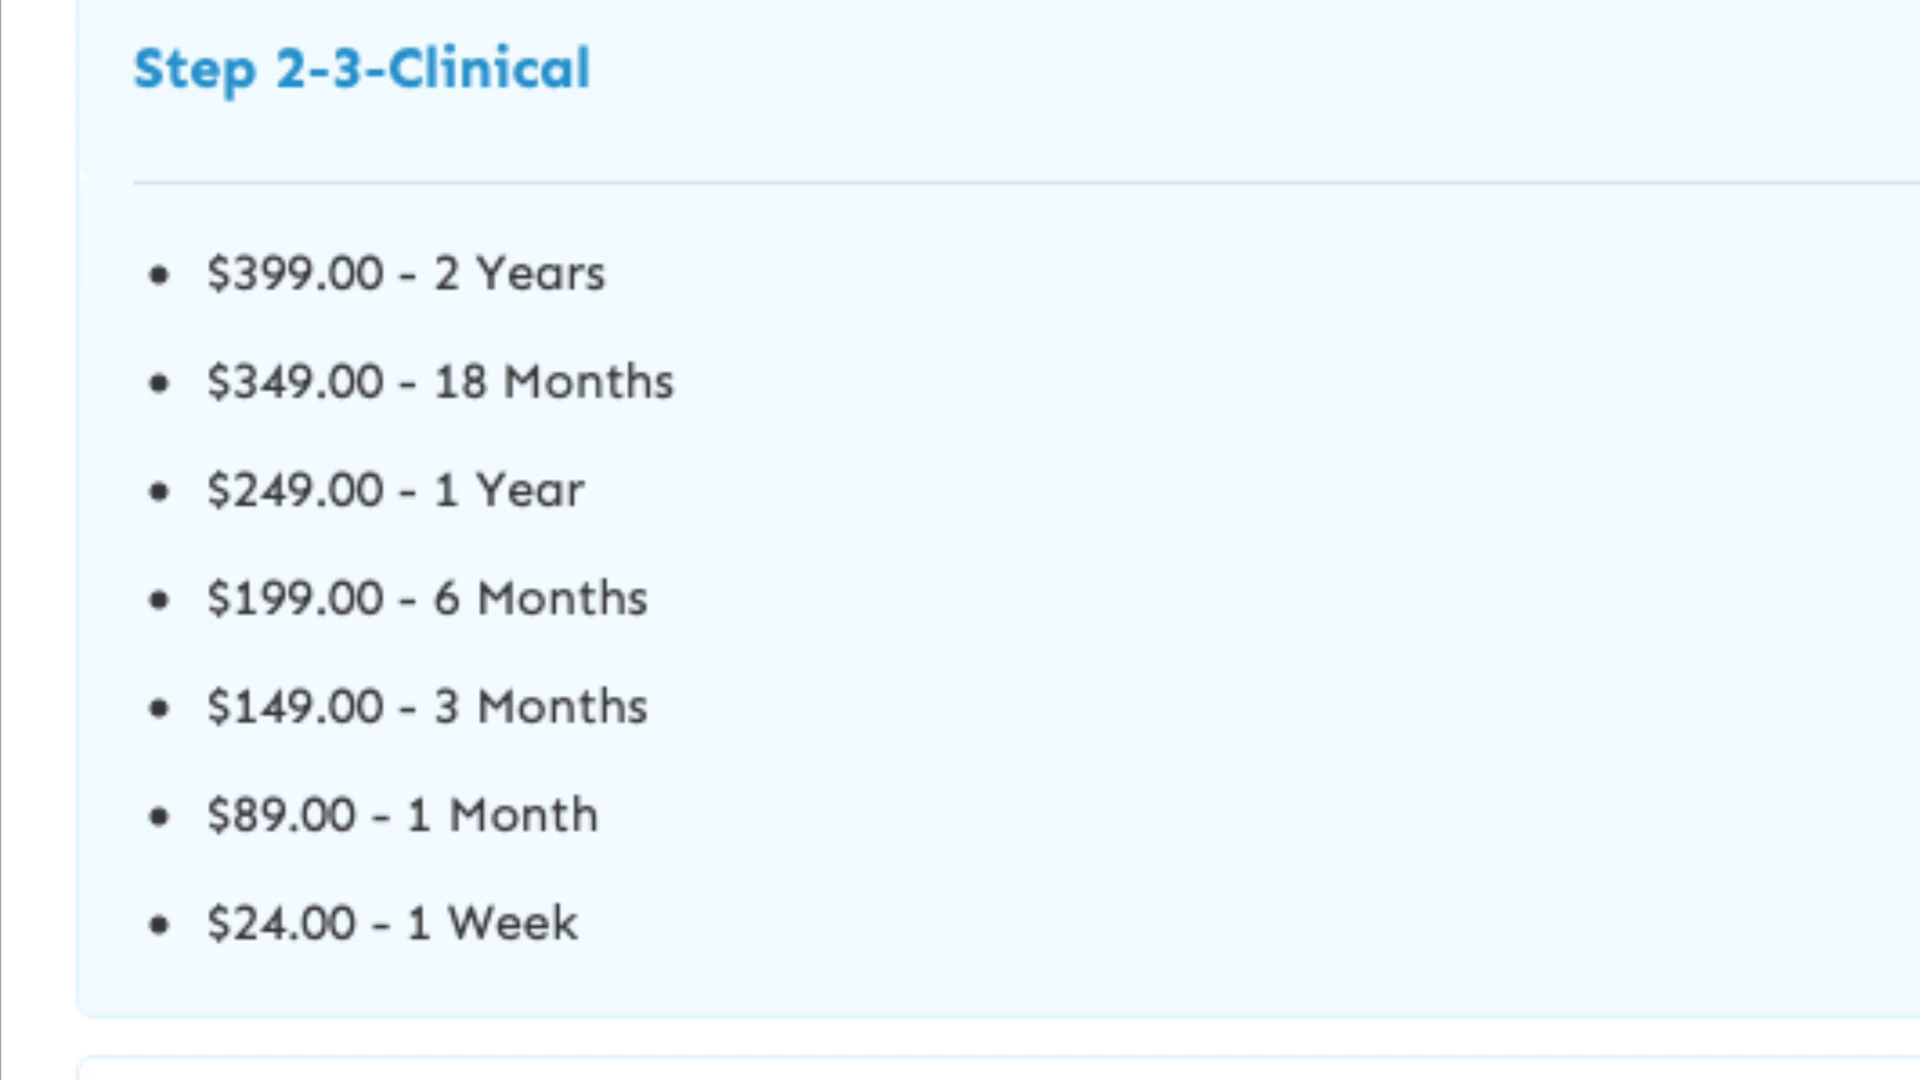 Step 2-3-Clinical
$399.00 - 2 Years
$349.00 - 18 Months
$249.00 - 1 Year
$199.00 - 6 Months
$149.00 - 3 Months
$89.00 - 1 Month
$24.00 - 1 Week